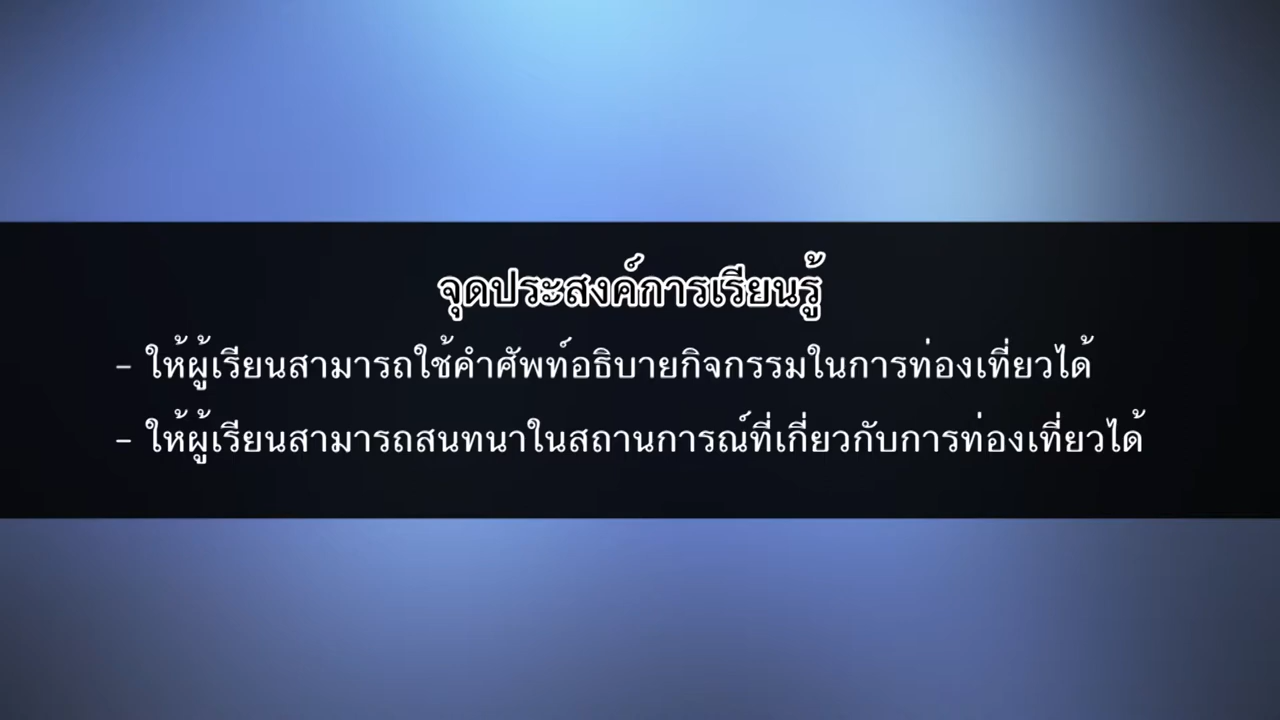 จุดประสงค์การเรียนรู้
- ให้ผู้เรียนสามารถใช้คำศัพท์อธิบายกิจกรรมในการท่องเที่ยวได้
- ให้ผู้เรียนสามารถสนทนาในสถานการณ์ที่เกี่ยวกับการท่องเที่ยวได้